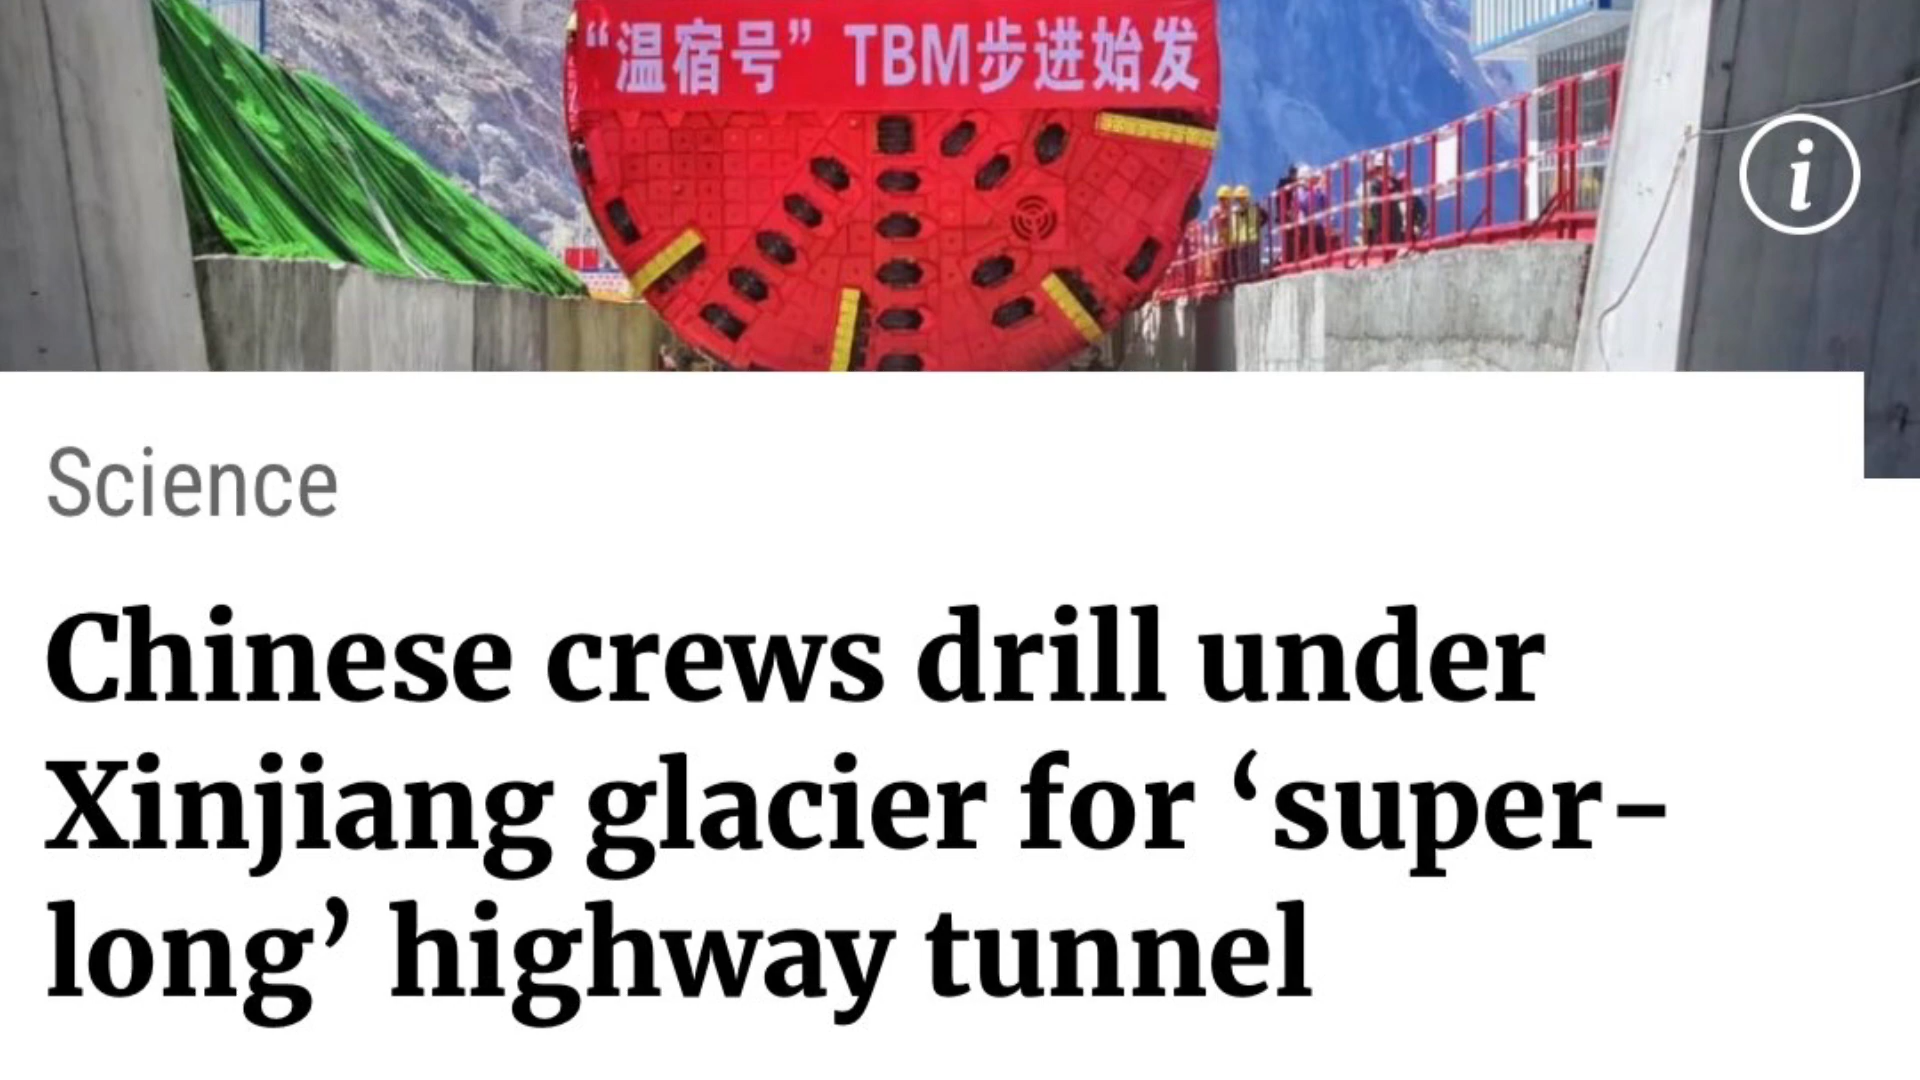 “温宿号” TBM步进始发
i
Science
Chinese crews drill under
Xinjiang glacier for ‘super-
long’ highway tunnel